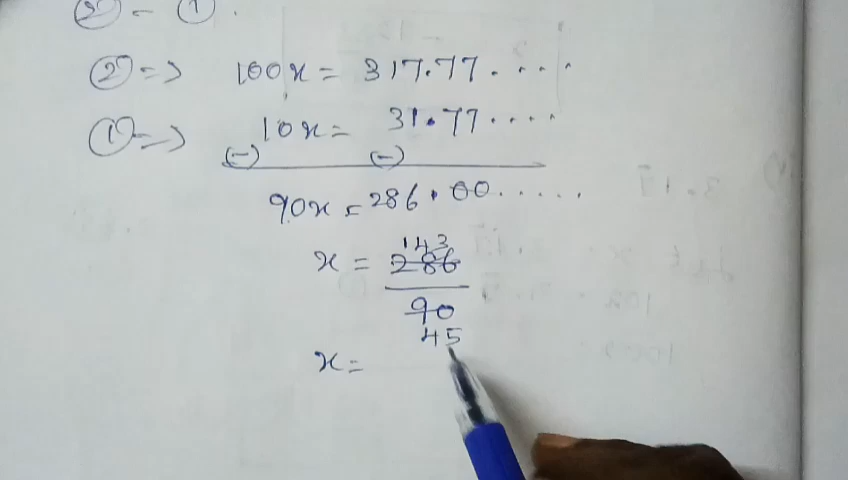 ② - ①.
② => 100x = 317.77....
① => 10x = 31.77....
(-) (-)
90x = 286.00.....
143
x = 286
90
45
x =